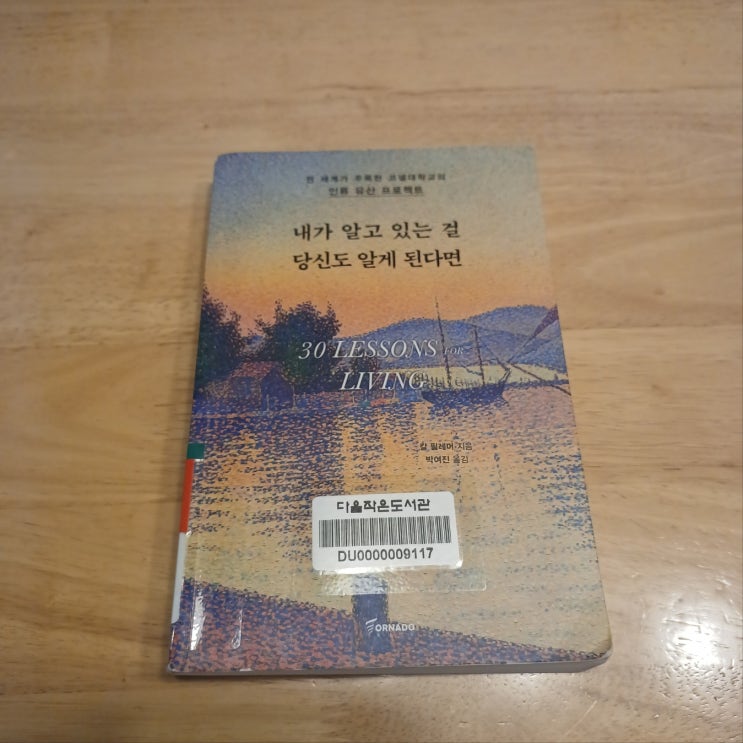 전 세계가 주목한 코넬대학교의
인류 유산 프로젝트
내가 알고 있는 걸
당신도 알게 된다면
30 LESSONS FOR
LIVING
칼 필레머 지음
박여진 옮김
다움작은도서관
DU0000009117
TORNADO